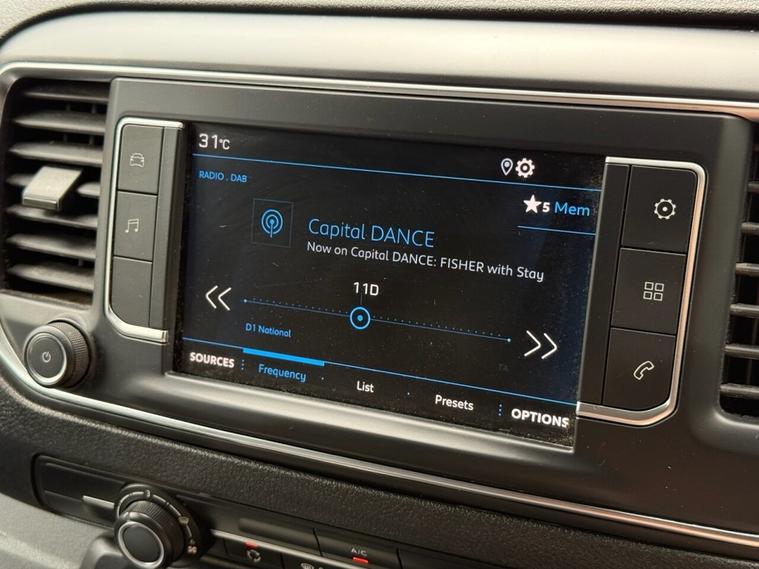 31°C
RADIO . DAB
5 Mem
Capital DANCE
Now on Capital DANCE: FISHER with Stay
11D
D1 National
TA
SOURCES
Frequency
List
Presets
OPTIONS
A/C